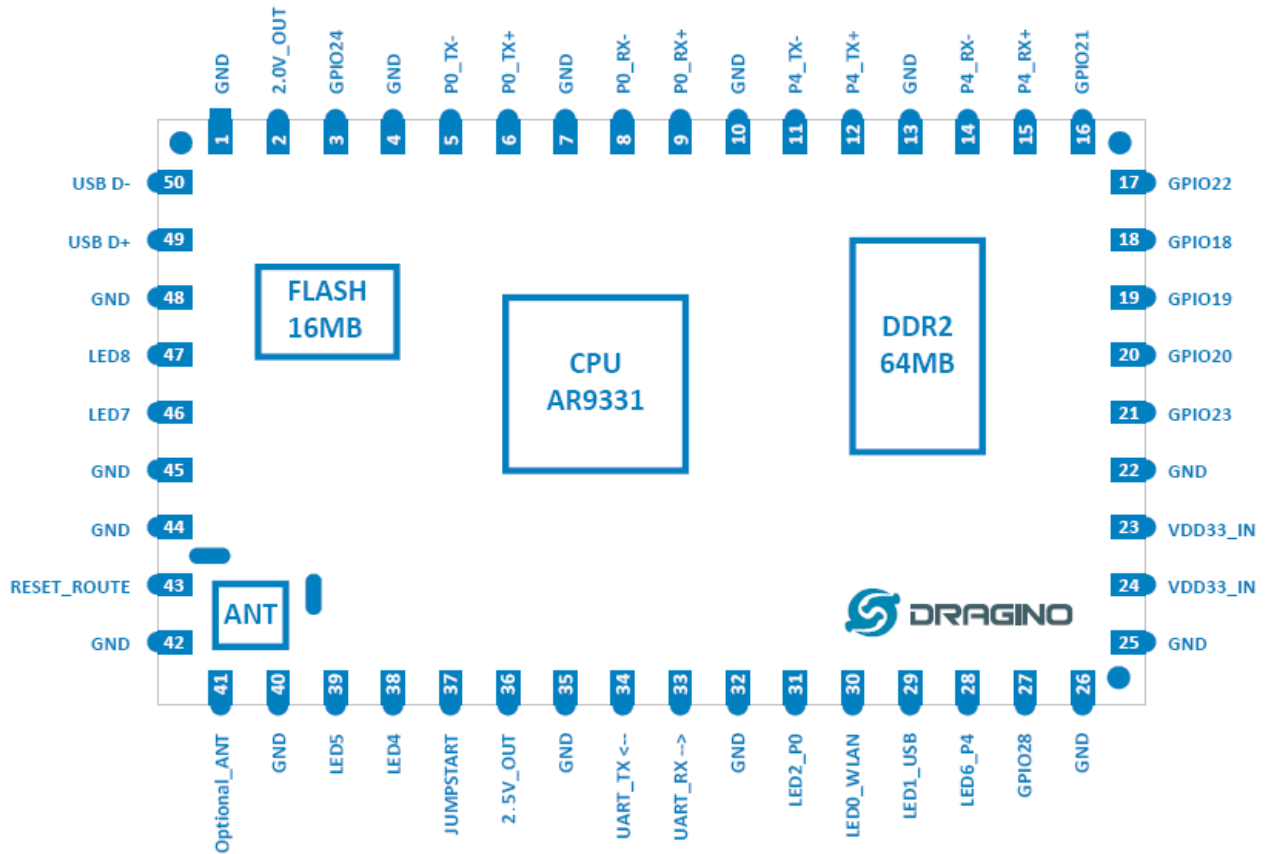 GND
2.0V_OUT
GPIO24
GND
P0_TX-
P0_TX+
GND
P0_RX-
P0_RX+
GND
P4_TX-
P4_TX+
GND
P4_RX-
P4_RX+
GPIO21
1
2
3
4
5
6
7
8
9
10
11
12
13
14
15
16
USB D- 50
USB D+ 49
GND 48
LED8 47
LED7 46
GND 45
GND 44
RESET_ROUTE 43
GND 42
FLASH
16MB
CPU
AR9331
DDR2
64MB
ANT
DRAGINO
17 GPIO22
18 GPIO18
19 GPIO19
20 GPIO20
21 GPIO23
22 GND
23 VDD33_IN
24 VDD33_IN
25 GND
41
40
39
38
37
36
35
34
33
32
31
30
29
28
27
26
Optional_ANT
GND
LED5
LED4
JUMPSTART
2.5V_OUT
GND
UART_TX <--
UART_RX -->
GND
LED2_P0
LED0_WLAN
LED1_USB
LED6_P4
GPIO28
GND